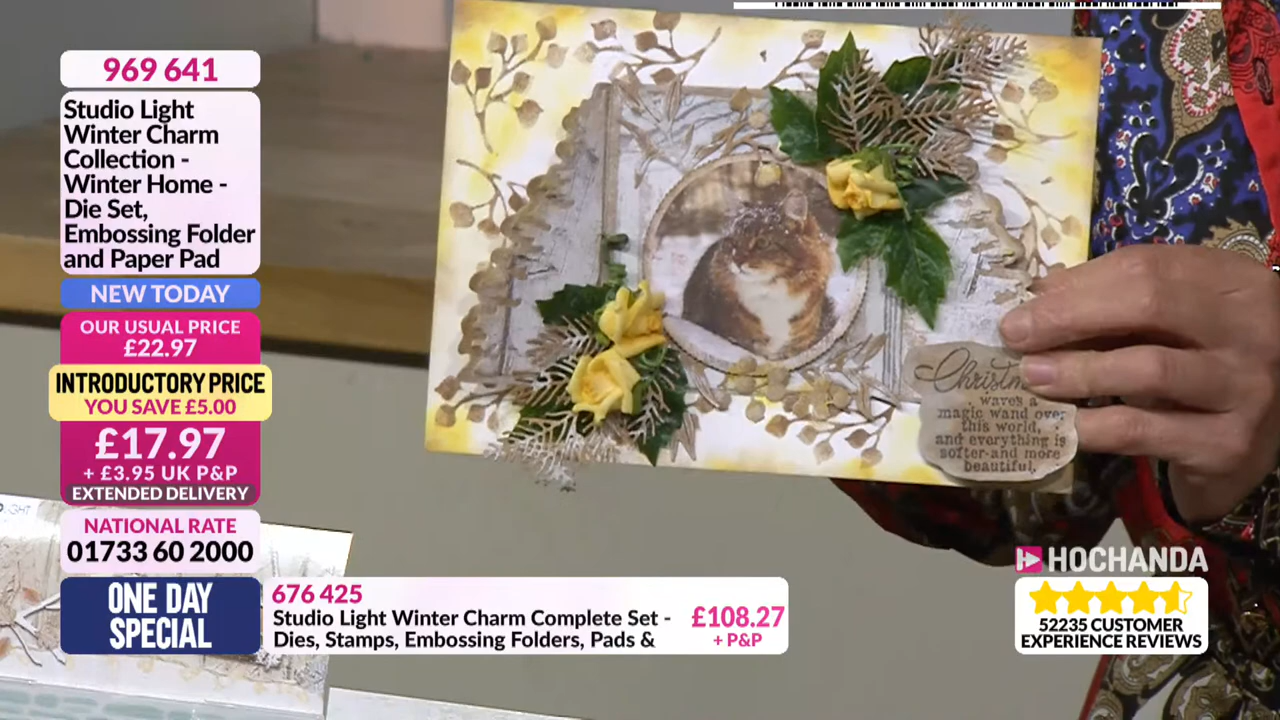 969 641
Studio Light
Winter Charm
Collection -
Winter Home -
Die Set,
Embossing Folder
and Paper Pad
NEW TODAY
OUR USUAL PRICE
£22.97
INTRODUCTORY PRICE
YOU SAVE £5.00
£17.97
+ £3.95 UK P&P
EXTENDED DELIVERY
NATIONAL RATE
01733 60 2000
ONE DAY
SPECIAL
676 425
Studio Light Winter Charm Complete Set -
Dies, Stamps, Embossing Folders, Pads &
£108.27
+ P&P
waves a
magic wand over
this world,
and everything is
softer and more
beautiful.
HOCHANDA
52235 CUSTOMER
EXPERIENCE REVIEWS